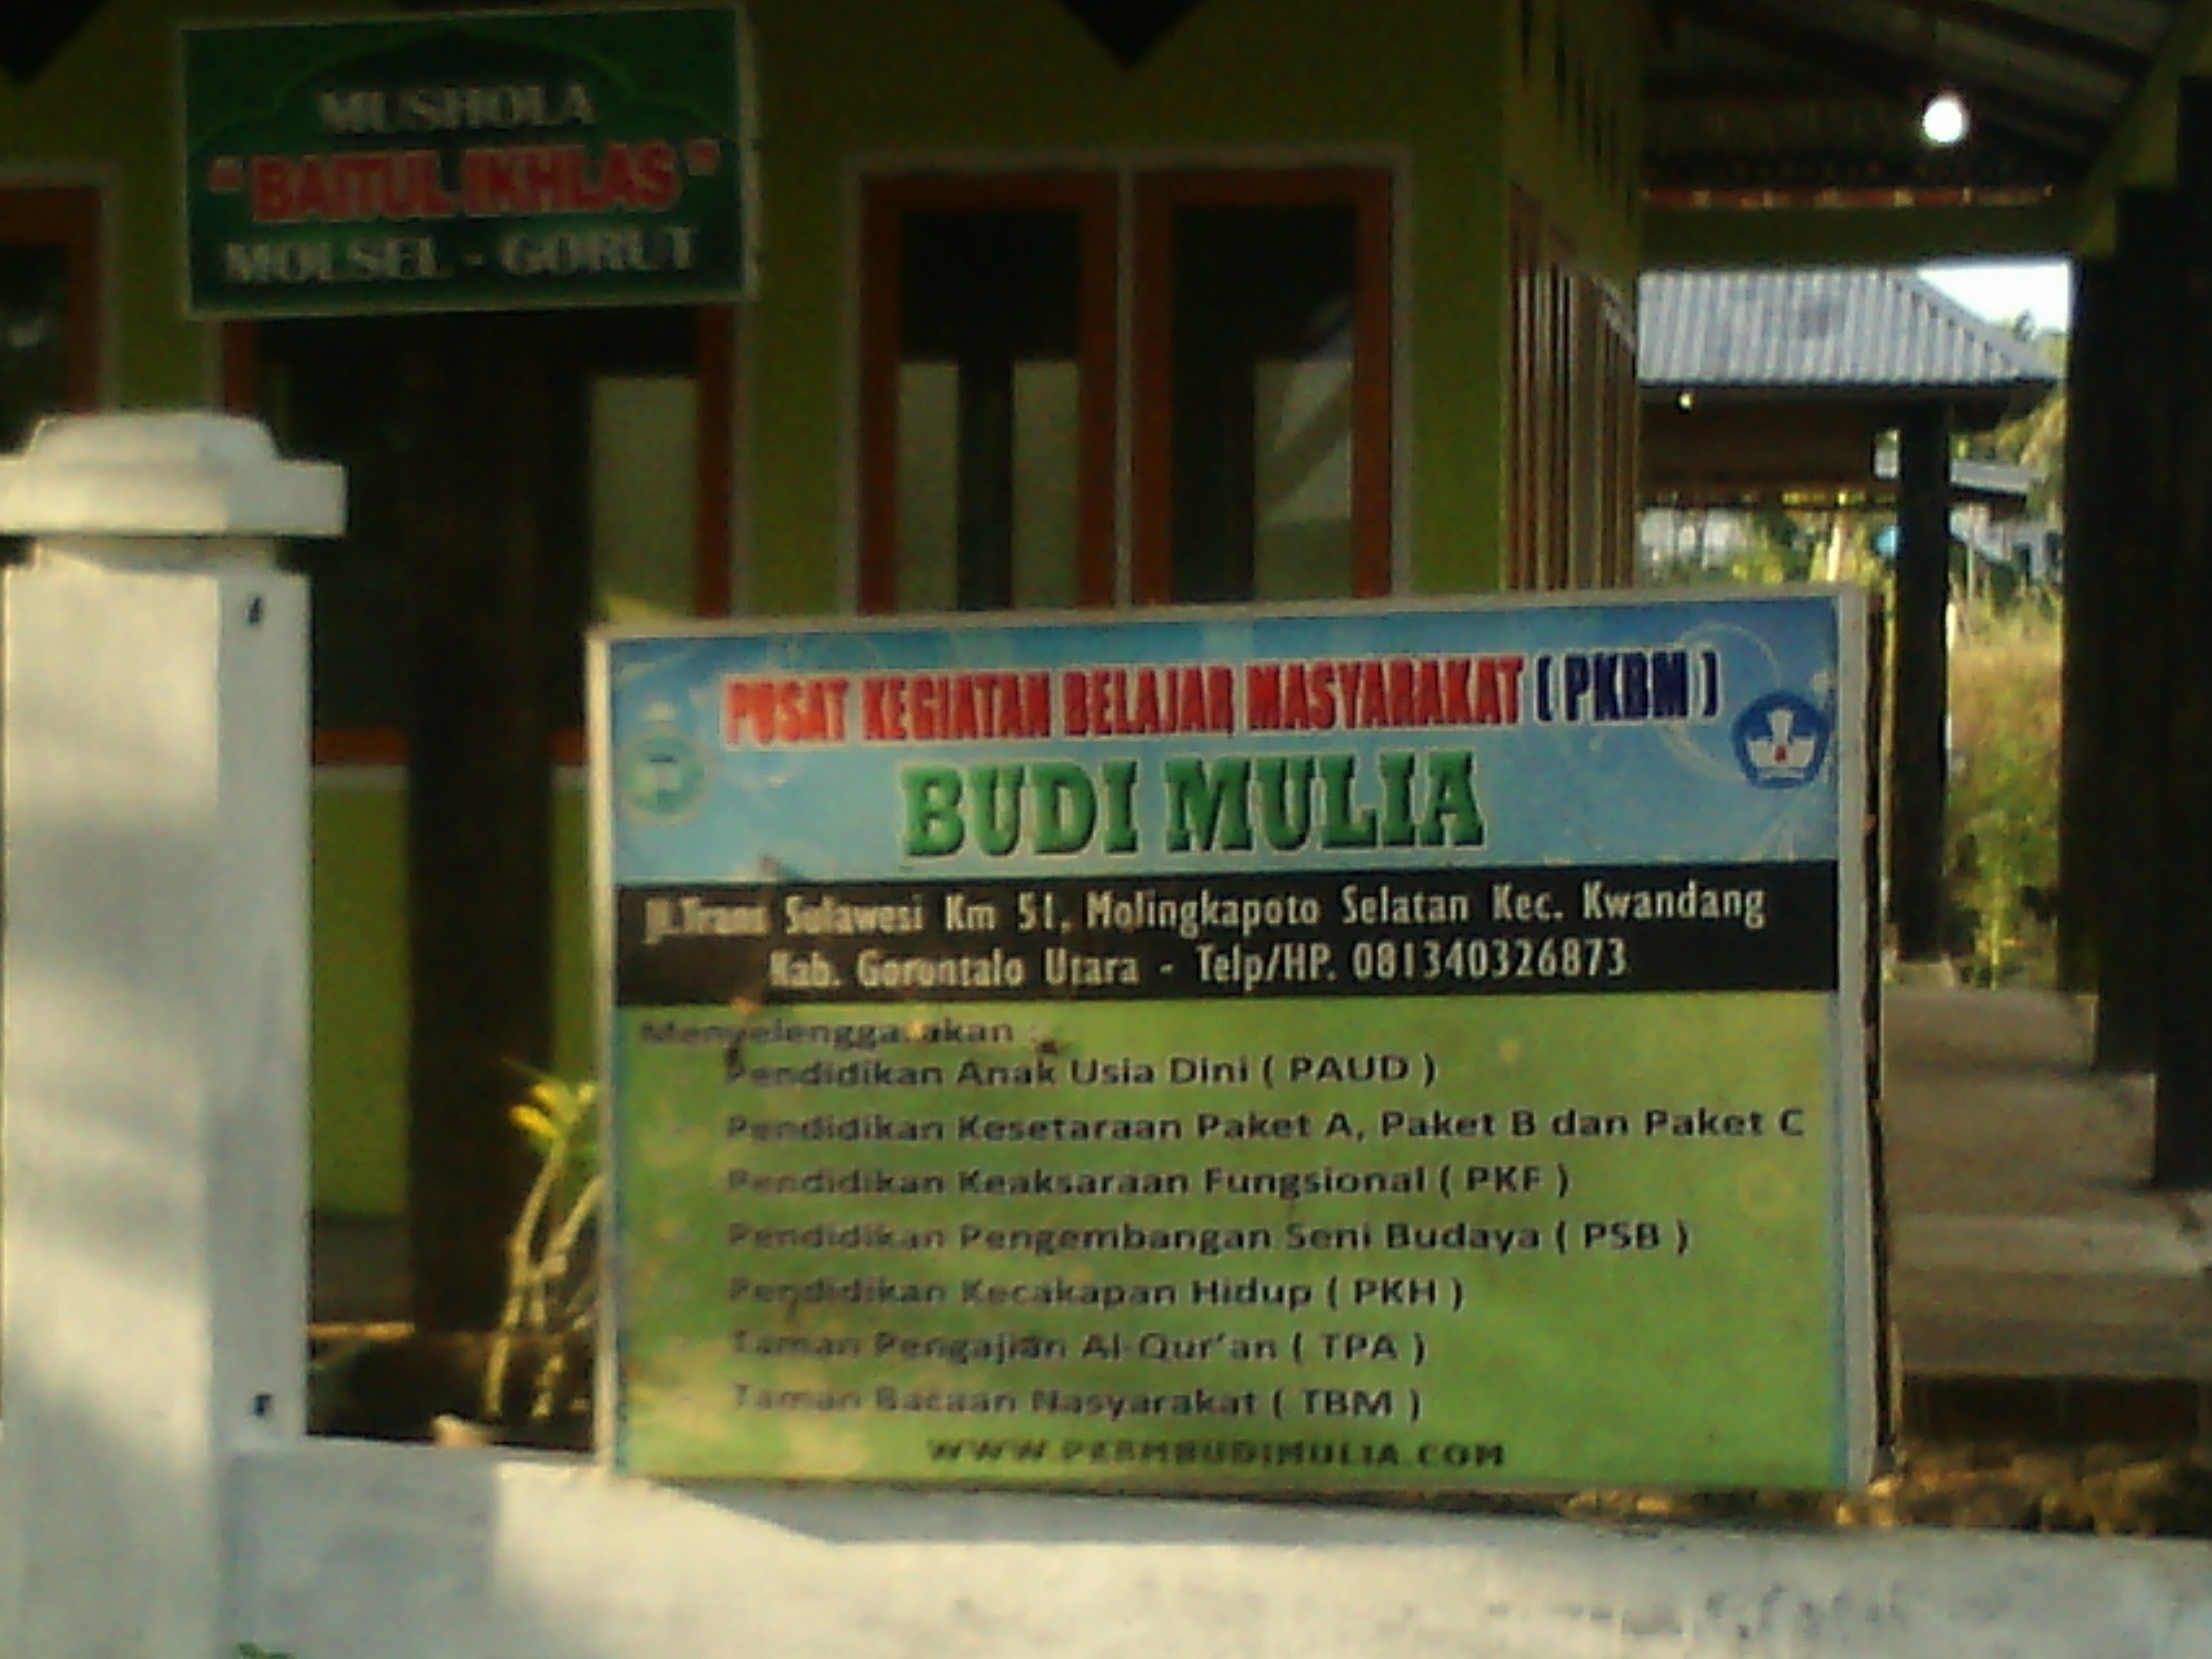 MUSHOLA
"BAITUL IKHLAS"
MOLSEL - GORUT
PUSAT KEGIATAN BELAJAR MASYARAKAT ( PKBM )
BUDI MULIA
Jl.Trans Sulawesi Km 51, Molingkapoto Selatan Kec. Kwandang
Kab. Gorontalo Utara - Telp/HP. 081340326873
Menyelenggarakan :
Pendidikan Anak Usia Dini ( PAUD )
Pendidikan Kesetaraan Paket A, Paket B dan Paket C
Pendidikan Keaksaraan Fungsional ( PKF )
Pendidikan Pengembangan Seni Budaya ( PSB )
Pendidikan Kecakapan Hidup ( PKH )
Taman Pengajian Al-Qur'an ( TPA )
Taman Bacaan Nasyarakat ( TBM )
WWW.PKBMBUDIMULIA.COM